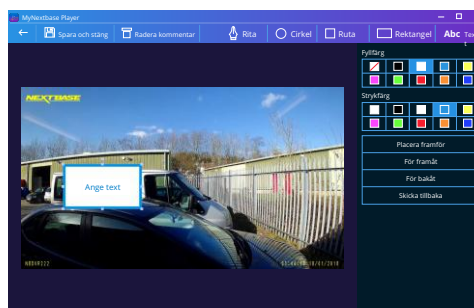 MyNextbase Player
Spara och stäng
Radera kommentar
Rita
Cirkel
Ruta
Rektangel
Abc Tex
t
Fyllfärg
Strykfärg
Placera framför
För framåt
För bakåt
Skicka tillbaka
NEXTBASE
Ange text